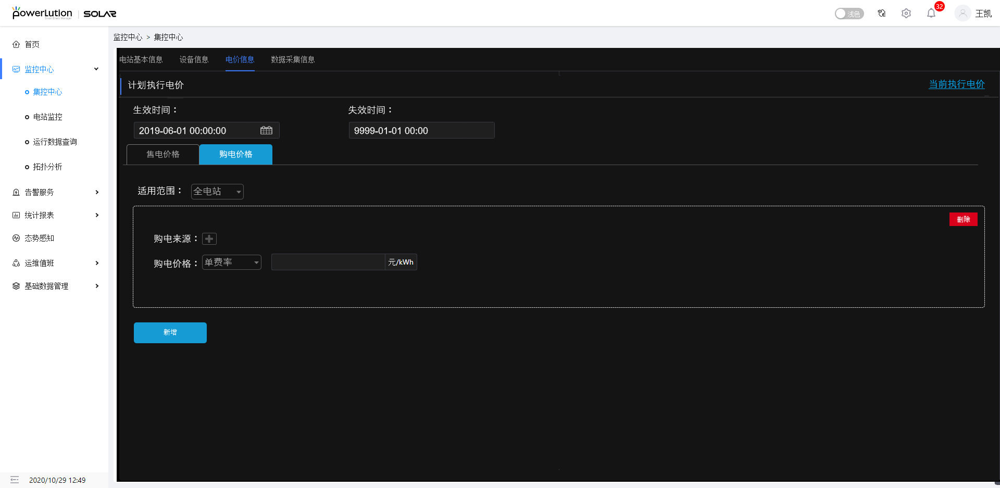 powerLution | SOLAR
浅色
32
王凯
首页
监控中心
集控中心
电站监控
运行数据查询
拓扑分析
告警服务
统计报表
态势感知
运维值班
基础数据管理
2020/10/29 12:49
监控中心 > 集控中心
电站基本信息 设备信息 电价信息 数据采集信息
计划执行电价
当前执行电价
生效时间： 失效时间：
2019-06-01 00:00:00 9999-01-01 00:00
售电价格 购电价格
适用范围： 全电站
删除
购电来源：
购电价格： 单费率 元/kWh
新增